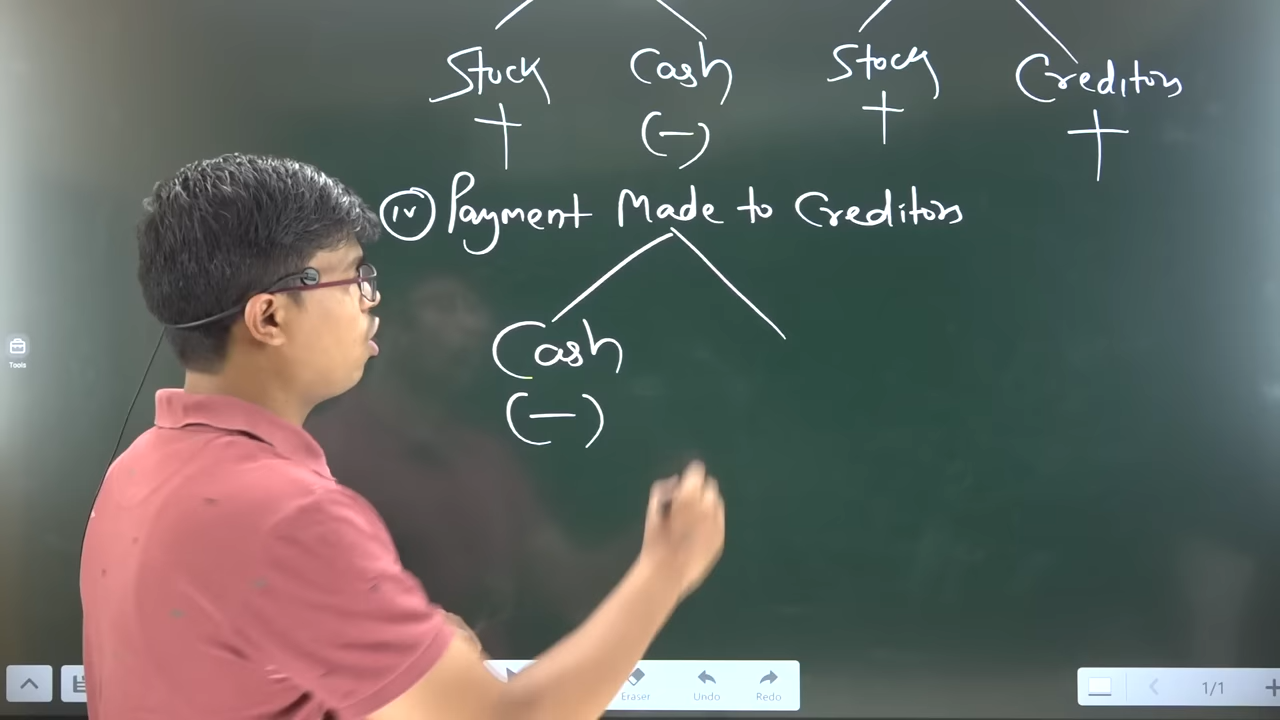 Stock Cash Stock Creditors
+ (-) + +
(iv) Payment Made to Creditors
Cash
(-)
Tools
Eraser Undo Redo
1/1